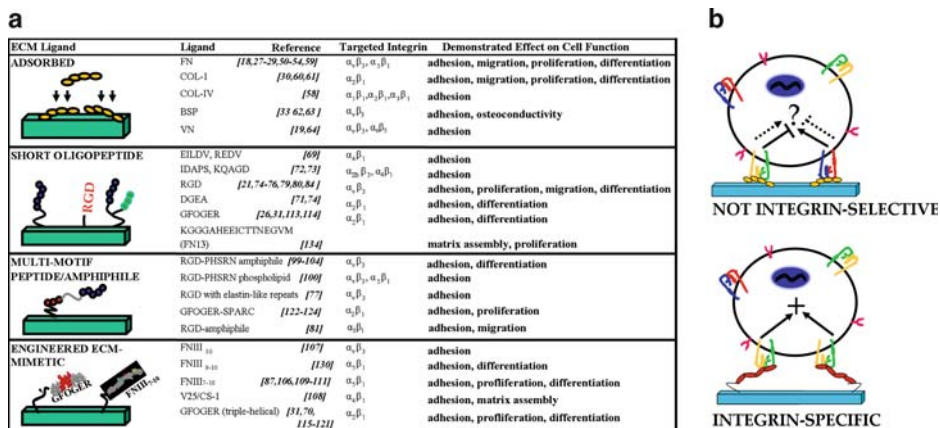 a
b
ECM Ligand Ligand Reference Targeted Integrin Demonstrated Effect on Cell Function
ADSORBED FN [18,27-29,50-54,59] adhesion, migration, proliferation, differentiation
COL-1 [30,60,61] α2β1 adhesion, migration, proliferation, differentiation
COL-IV [58] adhesion
BSP [33 62,63 ] adhesion, osteoconductivity
VN [19,64] adhesion
SHORT OLIGOPEPTIDE EILDV, REDV [69] α4β1 adhesion
IDAPS, KQAGD [72,73] adhesion
RGD [21,74-76,79,80,84 ] adhesion, proliferation, migration, differentiation
RGD
DGEA [71,74] α2β1 adhesion, differentiation
GFOGER [26,31,113,114] α2β1 adhesion, differentiation
KGGGAHEEICTTNEGVM
(FN13) [134] matrix assembly, proliferation
MULTI-MOTIF
PEPTIDE/AMPHIPHILE
RGD-PHSRN amphiphile [99-104] adhesion, differentiation
RGD-PHSRN phospholipid [100] adhesion
RGD with elastin-like repeats [77] adhesion
GFOGER-SPARC [122-124] α2β1 adhesion, proliferation
RGD-amphiphile [81] adhesion, migration
ENGINEERED ECM-
MIMETIC
FNIII 10 [107] adhesion
FNIII 9-10 [130] α5β1 adhesion, differentiation
FNIII7-10 [87,106,109-111] α5β1 adhesion, profliferation, differentiation
V25/CS-1 [108] α4β1 adhesion, matrix assembly
GFOGER (triple-helical) [31,70, α2β1 adhesion, profliferation, differentiation
115-121]
GFOGER
FNIII7-10
?
NOT INTEGRIN-SELECTIVE
+
INTEGRIN-SPECIFIC